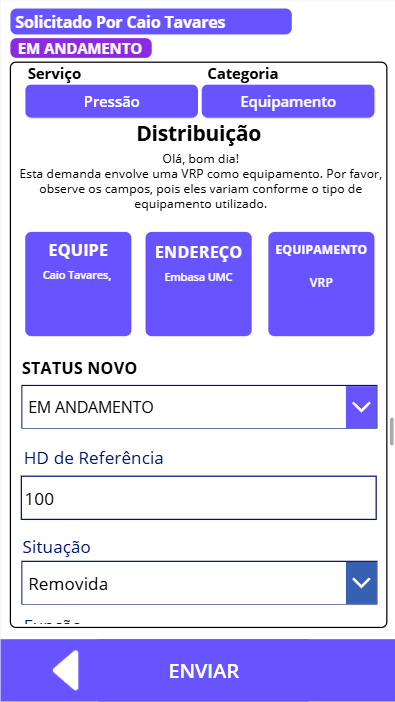 Solicitado Por Caio Tavares
EM ANDAMENTO
Serviço
Categoria
Pressão
Equipamento
Distribuição
Olá, bom dia!
Esta demanda envolve uma VRP como equipamento. Por favor,
observe os campos, pois eles variam conforme o tipo de
equipamento utilizado.
EQUIPE
Caio Tavares,
ENDEREÇO
Embasa UMC
EQUIPAMENTO
VRP
STATUS NOVO
EM ANDAMENTO
HD de Referência
100
Situação
Removida
ENVIAR